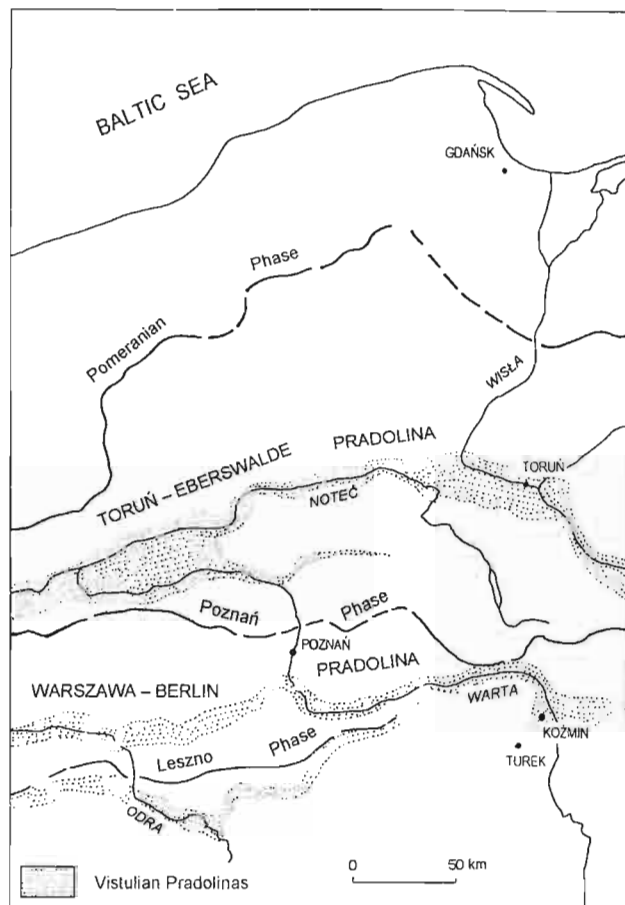 BALTIC SEA
GDAŃSK
Phase
Pomeranian
WISŁA
PRADOLINA
TORUŃ – EBERSWALDE
TORUŃ
NOTEĆ
Poznań
Phase
POZNAŃ
PRADOLINA
WARSZAWA – BERLIN
WARTA
KOŹMIN
Phase
Leszno
TUREK
ODRA
0 50 km
Vistulian Pradolinas